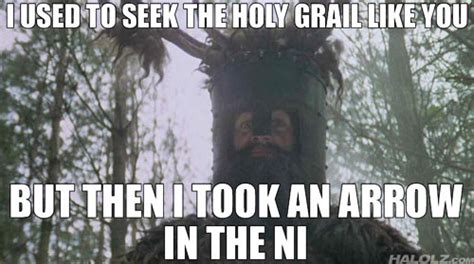 I USED TO SEEK THE HOLY GRAIL LIKE YOU
BUT THEN I TOOK AN ARROW
IN THE NI
HALOLZ.COM